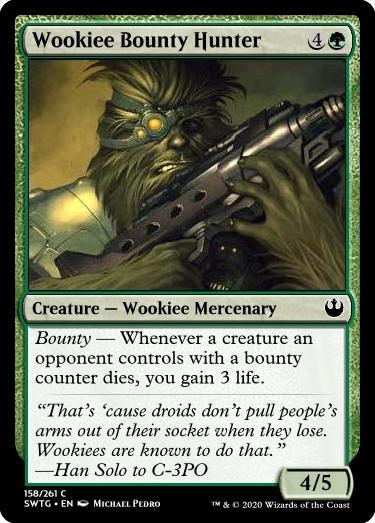 Wookiee Bounty Hunter 4
Creature — Wookiee Mercenary
Bounty — Whenever a creature an
opponent controls with a bounty
counter dies, you gain 3 life.
“That’s ‘cause droids don’t pull people’s
arms out of their socket when they lose.
Wookiees are known to do that.”
—Han Solo to C-3PO
4/5
158/261 C
SWTG • EN Michael Pedro
™ & © 2020 Wizards of the Coast